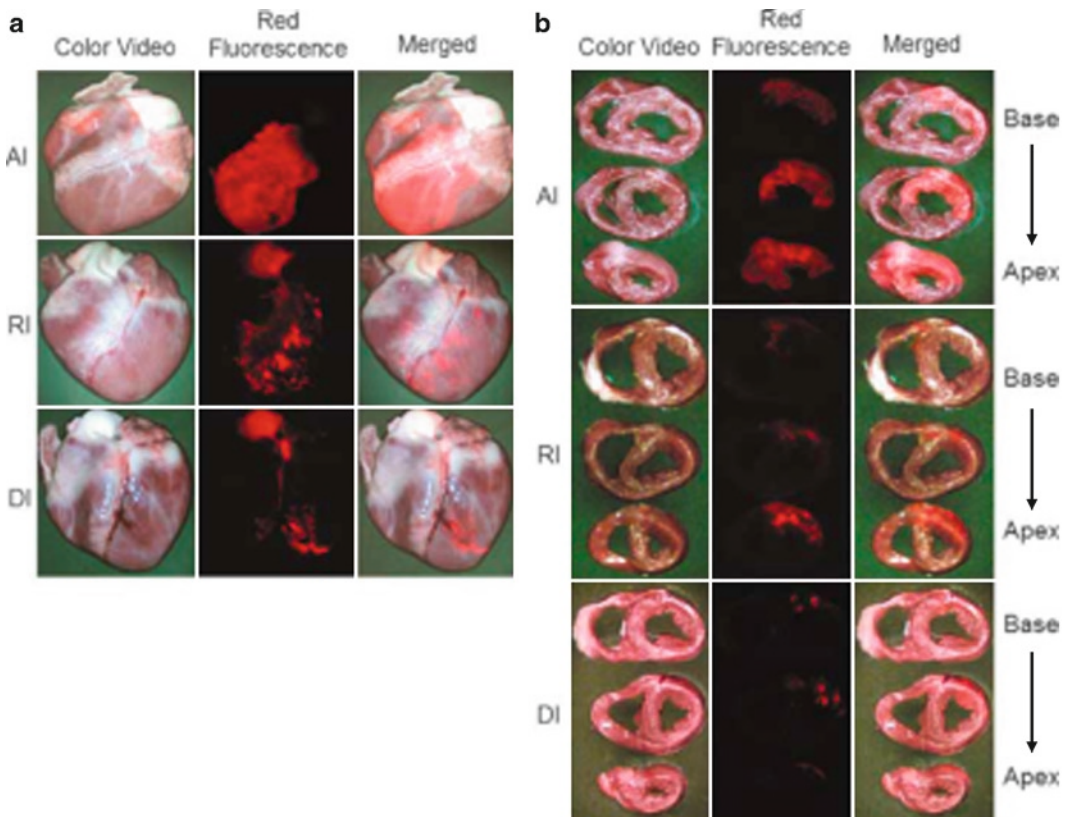 a
Color Video
Red
Fluorescence
Merged
AI
RI
DI
b
Color Video
Red
Fluorescence
Merged
AI
Base
Apex
RI
Base
Apex
DI
Base
Apex